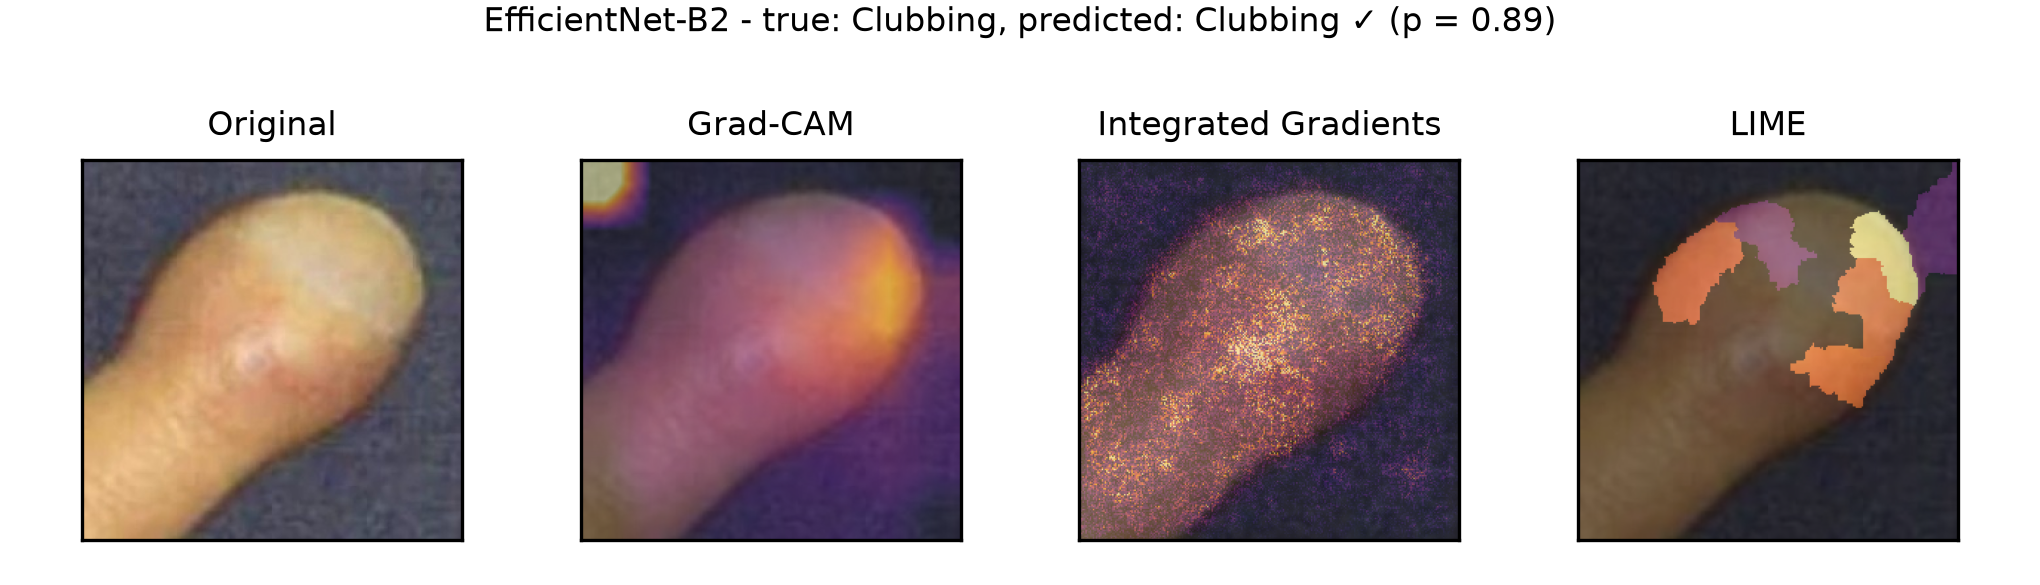 EfficientNet-B2 - true: Clubbing, predicted: Clubbing ✓ (p = 0.89)
Original
Grad-CAM
Integrated Gradients
LIME